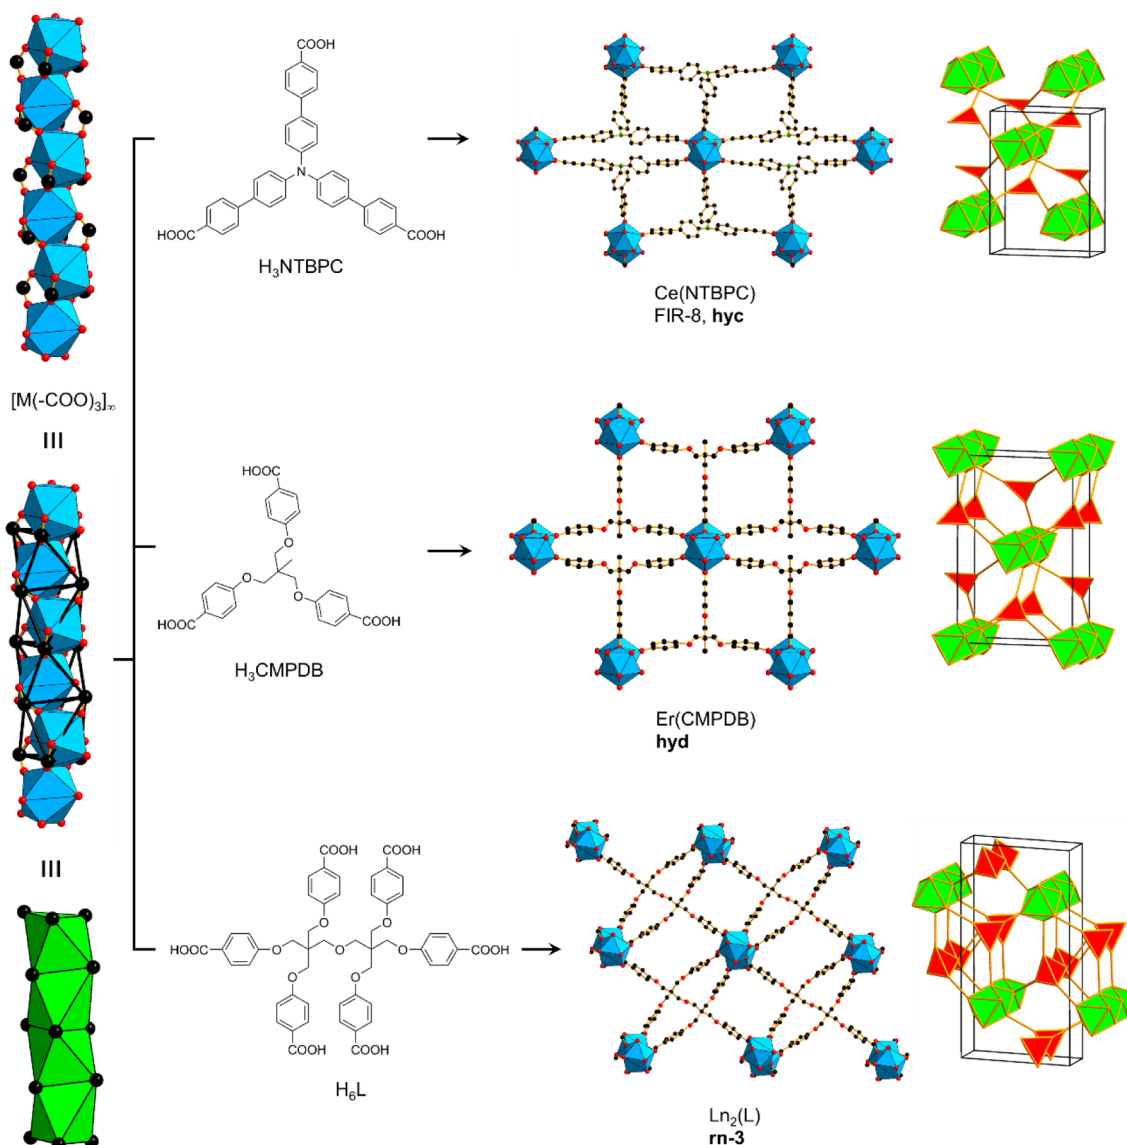 COOH
N
HOOC
COOH
H₃NTBPC
Ce(NTBPC)
FIR-8, hyc
[M(-COO)₃]∞
III
HOOC
O
O
O
HOOC
COOH
H₃CMPDB
Er(CMPDB)
hyd
III
COOH
COOH
O
O
HOOC
O
O
O
COOH
O
O
COOH
COOH
H₆L
Ln₂(L)
rn-3